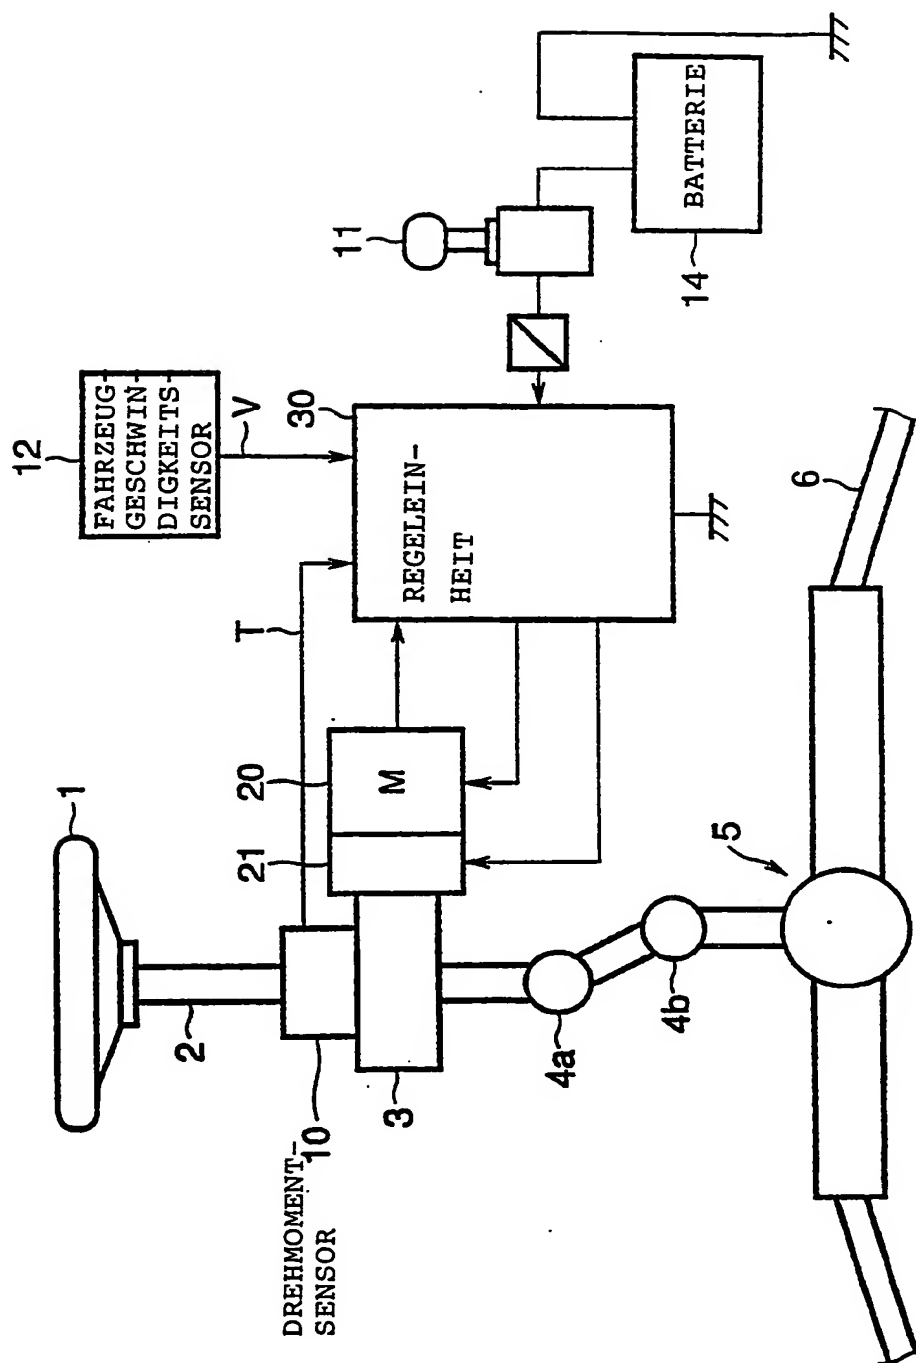 12
FAHRZEUG-
GESCHWIN-
DIGKEITS-
SENSOR
1
2
V
T
20
21
30
11
DREHMOMENT-
SENSOR
10
3
M
REGELEIN-
HEIT
BATTERIE
14
4a
4b
5
6